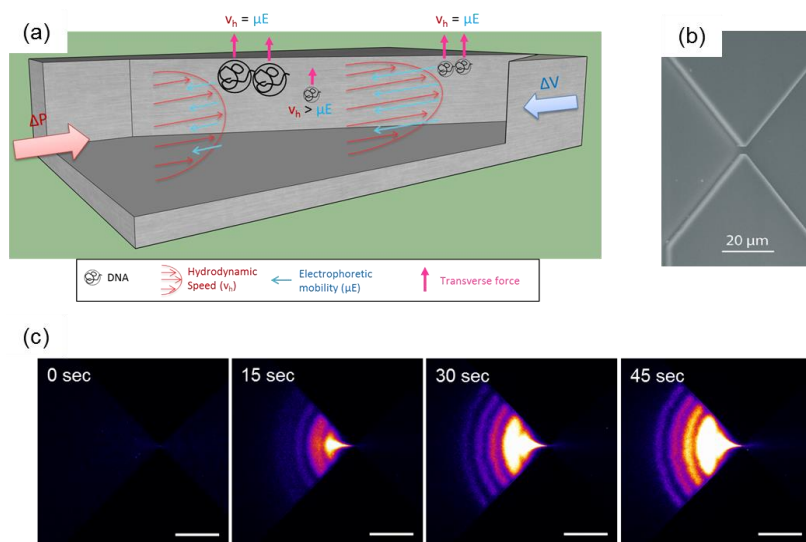 (a)
v_h = μE
v_h = μE
v_h > μE
ΔP
ΔV
DNA
Hydrodynamic
Speed (v_h)
Electrophoretic
mobility (μE)
Transverse force
(b)
20 μm
(c)
0 sec
15 sec
30 sec
45 sec